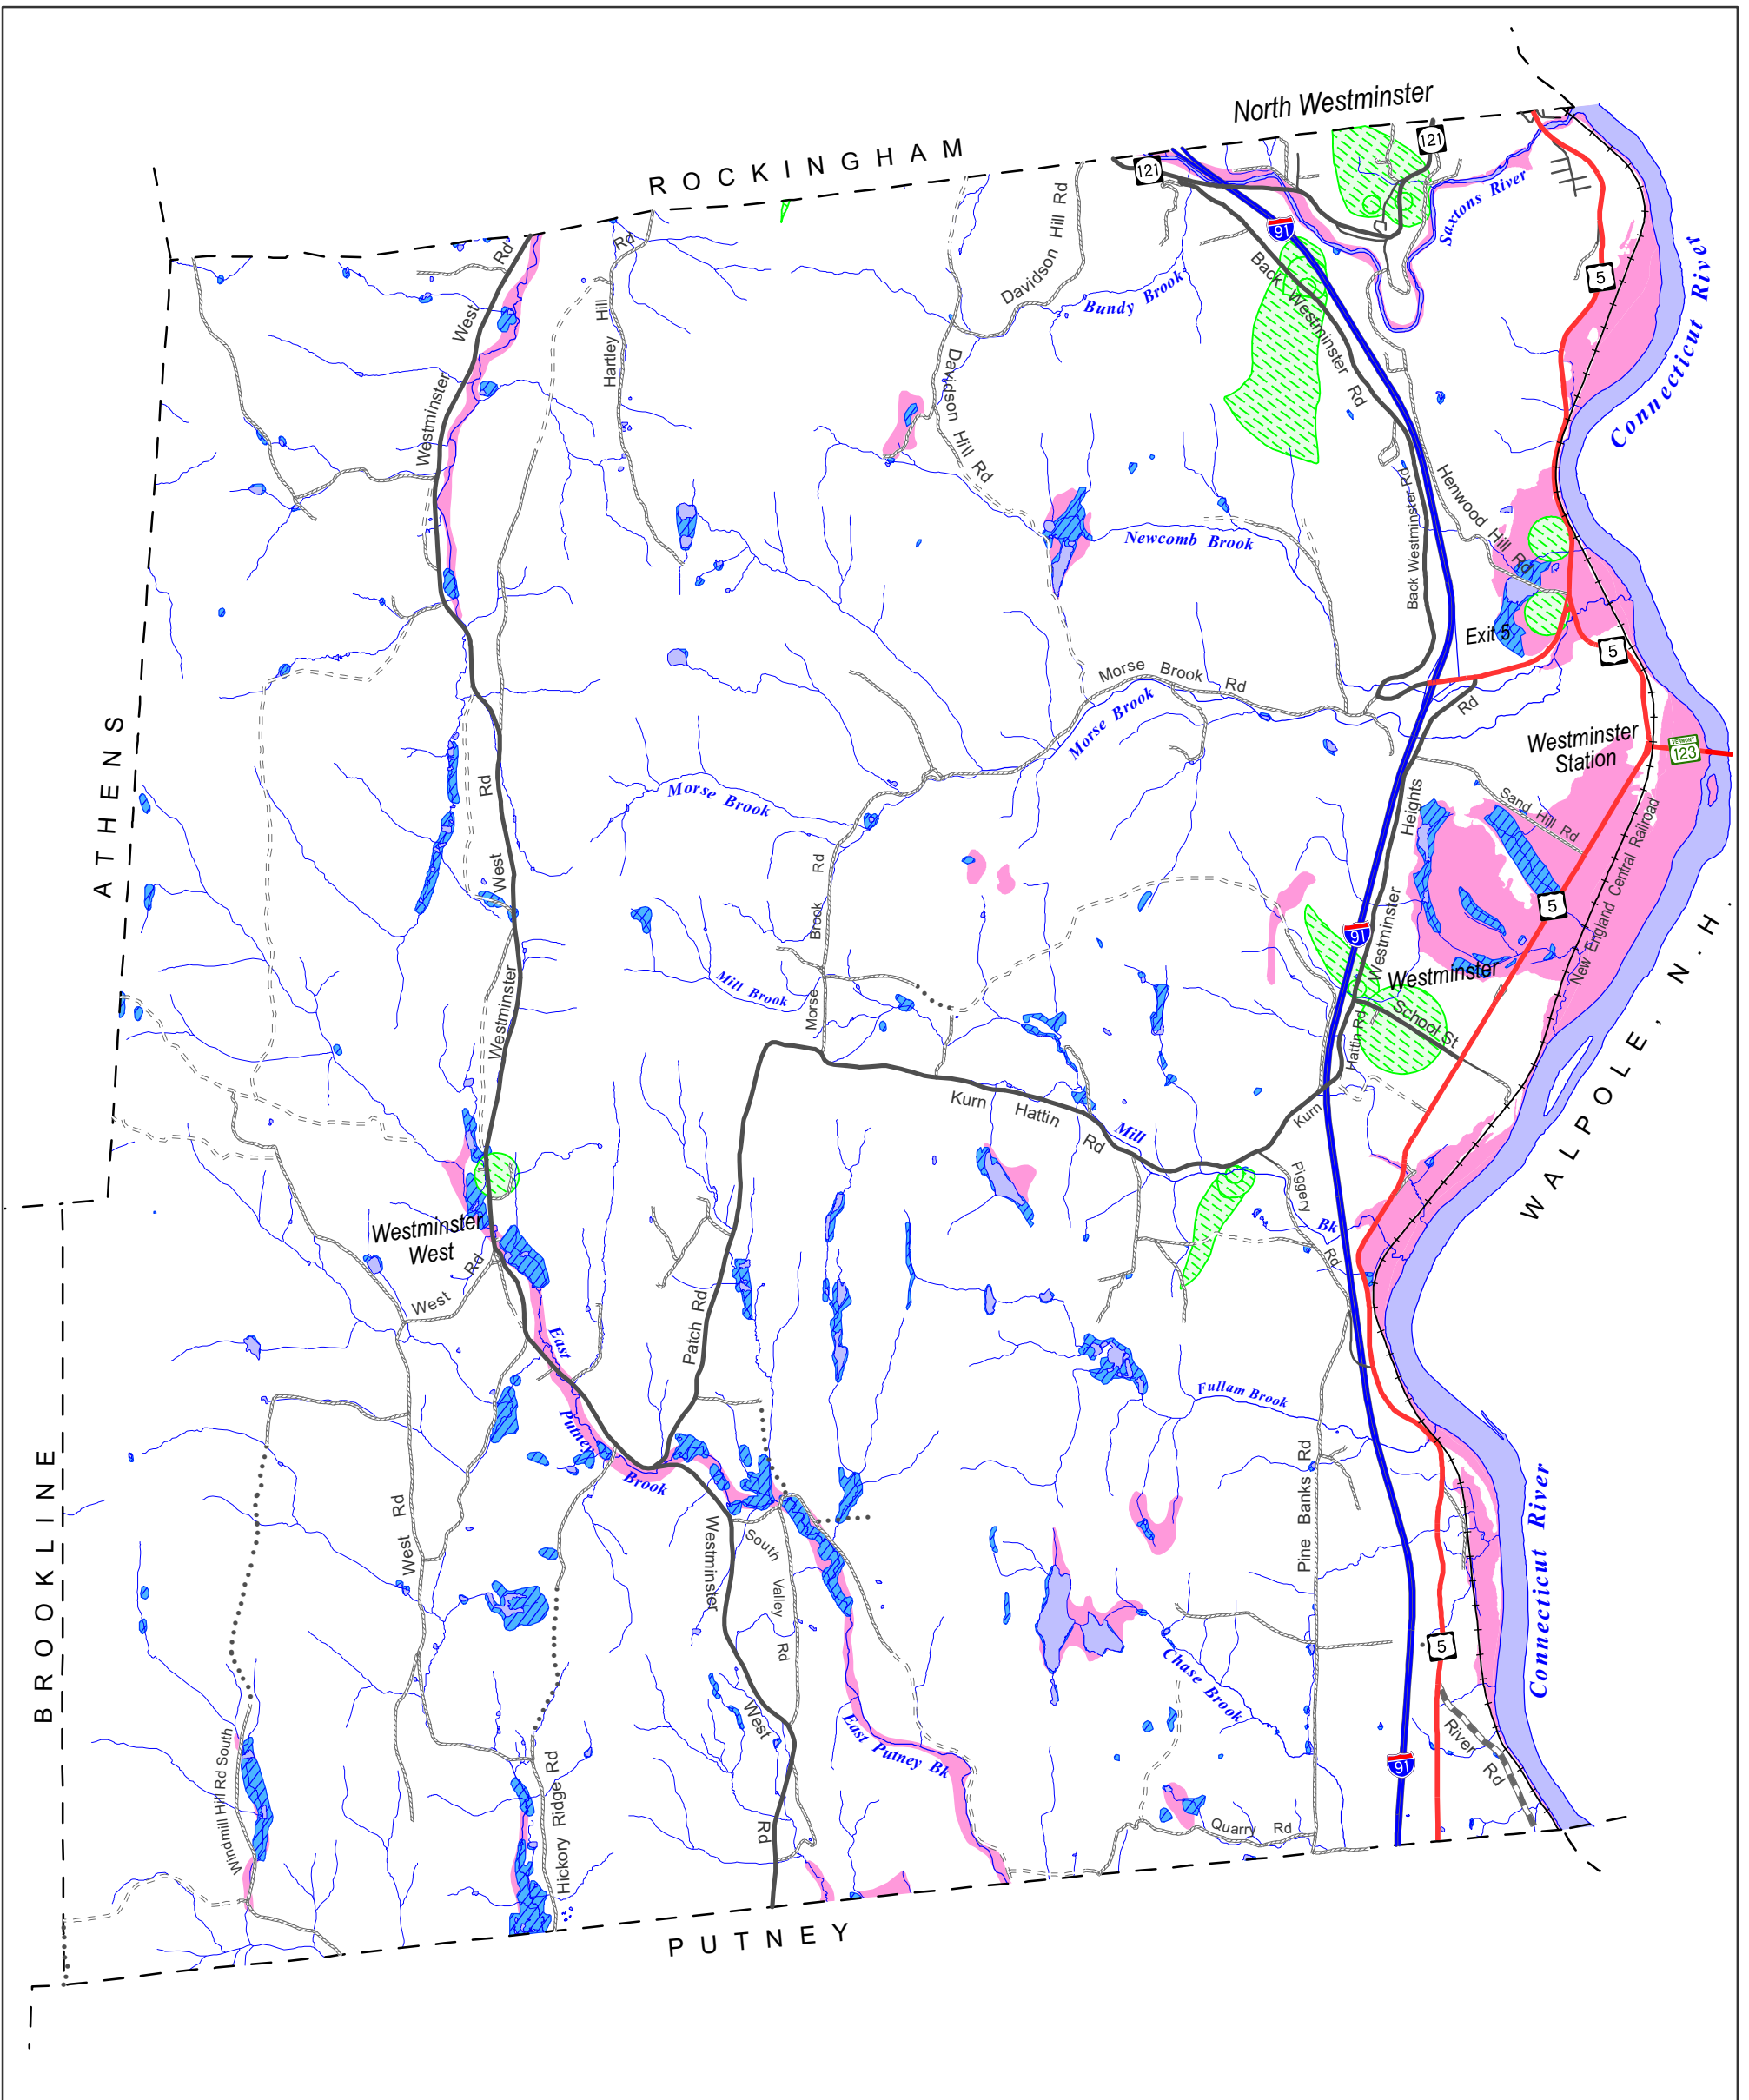 North Westminster
ROCKINGHAM
121
121
Saxtons River
91
5
Connecticut River
Rd
West
Westminster
Rd
Hill
Hartley
Davidson Hill Rd
Bundy Brook
Back Westminster Rd
Davidson Hill Rd
Newcomb Brook
Back Westminster Rd
Henwood Hill Rd
Exit 5
5
ATHENS
Morse Brook Rd
Morse Brook
Rd
Westminster
Station
VERMONT
123
Morse Brook
Rd
West
Westminster
Rd
Brook
Morse
Heights
Westminster
Sand Hill Rd
New England Central Railroad
5
91
Westminster
School St
Hattin Rd
Kurn
Mill Brook
Kurn Hattin Rd
Mill
Bk
Piggery
Rd
WALPOLE, N.H.
Westminster
West
West Rd
East
Putney
Brook
Patch Rd
Fullam Brook
Pine Banks Rd
BROOKLINE
West Rd
Westminster
West
Rd
South
Valley
Rd
East Putney Bk
Chase Brook
5
Connecticut River
River Rd
91
Windmill Hill Rd South
Hickory Ridge Rd
Quarry Rd
PUTNEY